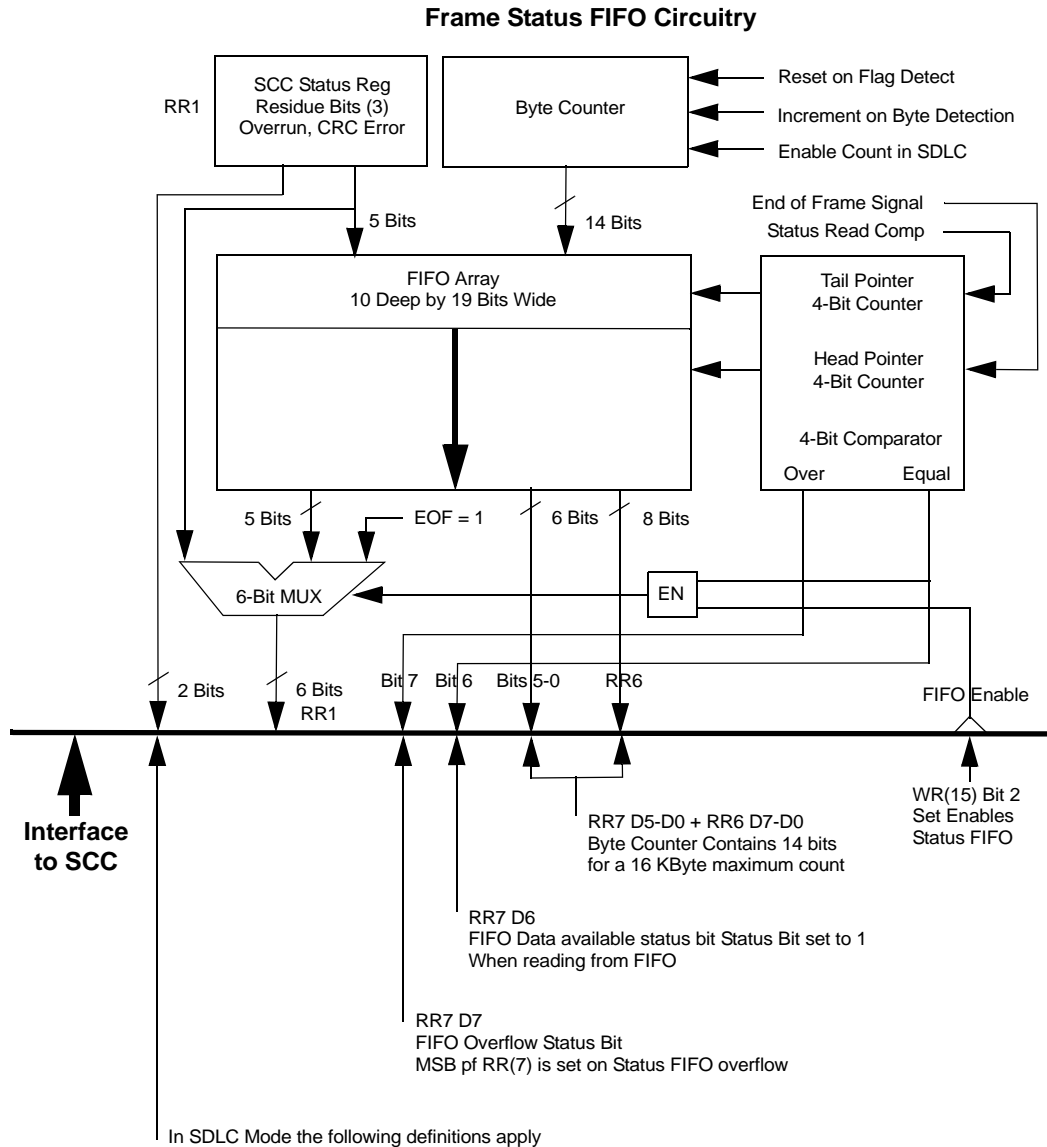 Frame Status FIFO Circuitry
RR1
SCC Status Reg
Residue Bits (3)
Overrun, CRC Error
Byte Counter
Reset on Flag Detect
Increment on Byte Detection
Enable Count in SDLC
5 Bits
14 Bits
End of Frame Signal
Status Read Comp
FIFO Array
10 Deep by 19 Bits Wide
Tail Pointer
4-Bit Counter
Head Pointer
4-Bit Counter
4-Bit Comparator
Over
Equal
5 Bits
EOF = 1
6 Bits
8 Bits
6-Bit MUX
EN
2 Bits
6 Bits
RR1
Bit 7
Bit 6
Bits 5-0
RR6
FIFO Enable
Interface
to SCC
RR7 D5-D0 + RR6 D7-D0
Byte Counter Contains 14 bits
for a 16 KByte maximum count
WR(15) Bit 2
Set Enables
Status FIFO
RR7 D6
FIFO Data available status bit Status Bit set to 1
When reading from FIFO
RR7 D7
FIFO Overflow Status Bit
MSB pf RR(7) is set on Status FIFO overflow
In SDLC Mode the following definitions apply